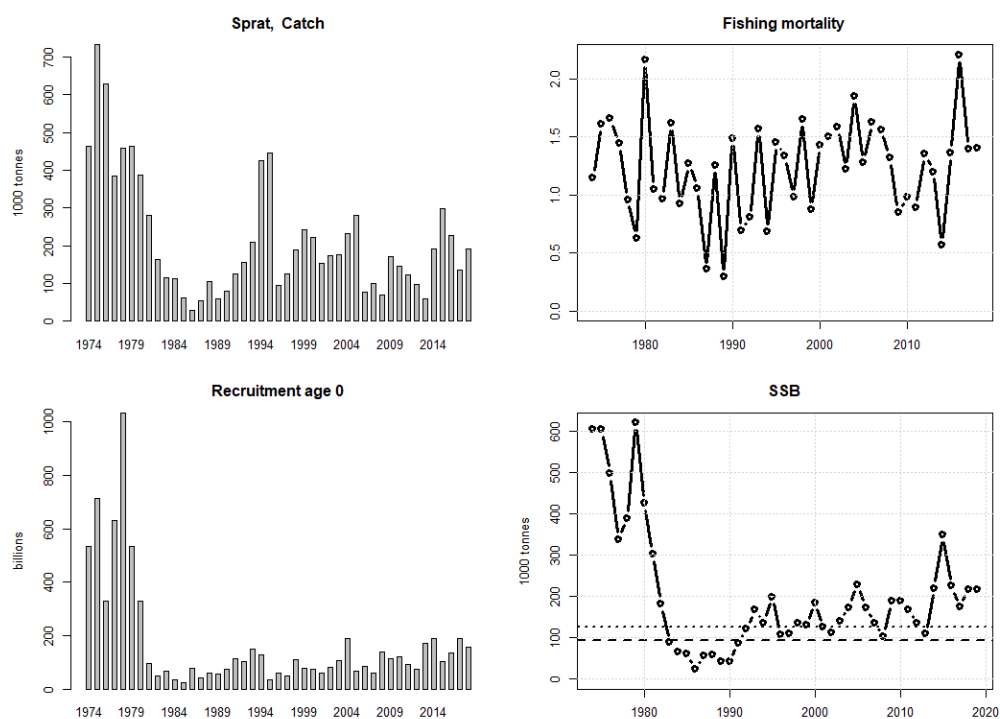 Sprat, Catch
1000 tonnes
0 100 200 300 400 500 600 700
1974 1979 1984 1989 1994 1999 2004 2009 2014
Fishing mortality
0.0 0.5 1.0 1.5 2.0
1980 1990 2000 2010
Recruitment age 0
billions
0 200 400 600 800 1000
1974 1979 1984 1989 1994 1999 2004 2009 2014
SSB
1000 tonnes
0 100 200 300 400 500 600
1980 1990 2000 2010 2020